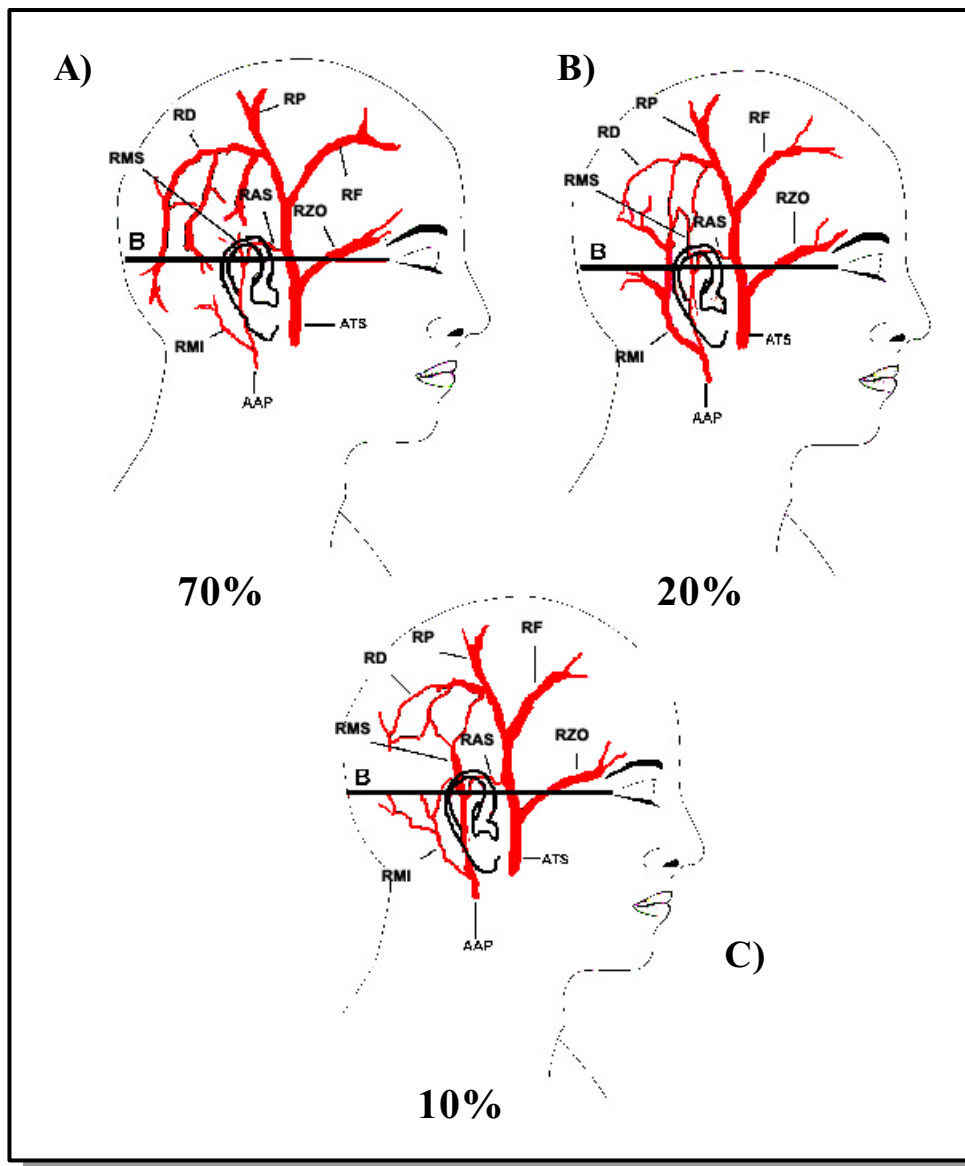 A)
RP
RD
RMS
RAS
RF
RZO
B
ATS
RMI
AAP
70%
B)
RP
RF
RD
RMS
RAS
RZO
B
ATS
RMI
AAP
20%
RP
RF
RD
RMS
RAS
RZO
B
ATS
RMI
AAP
C)
10%